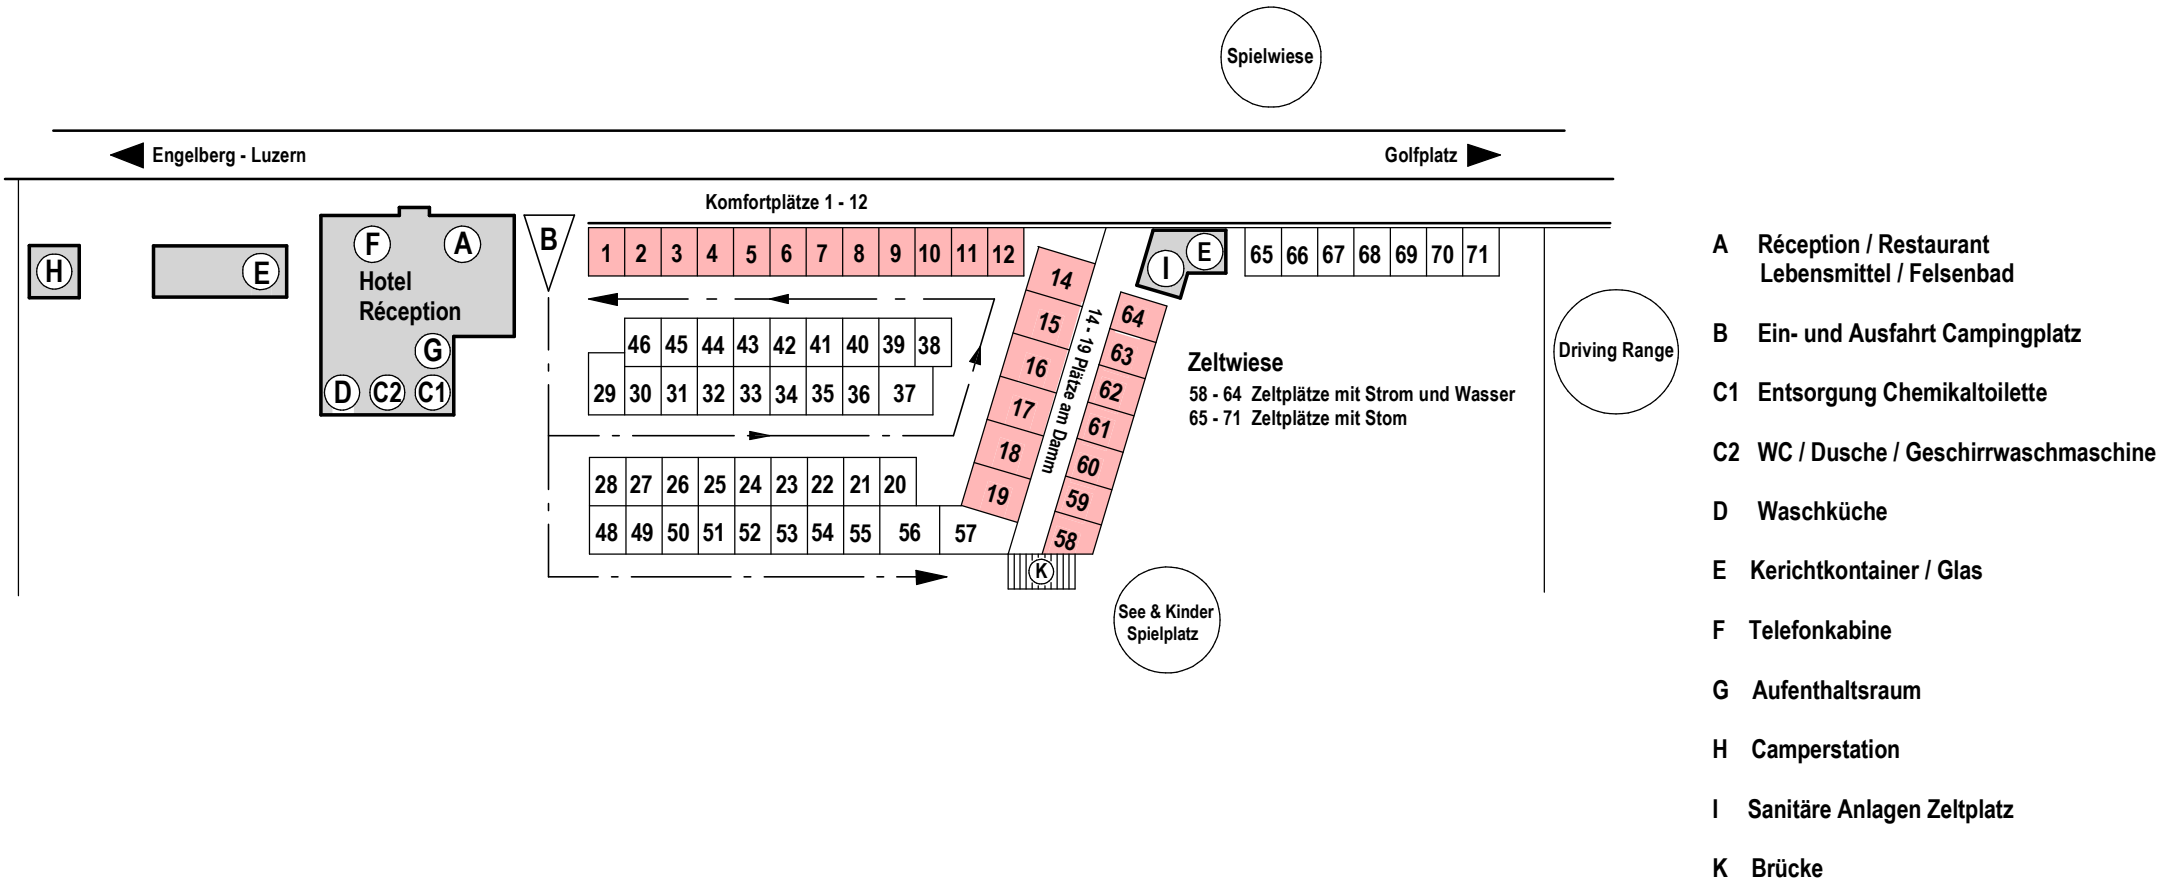 Spielwiese
Engelberg - Luzern
Golfplatz
Komfortplätze 1 - 12
H
E
F
A
Hotel
Réception
G
D
C2
C1
B
1 2 3 4 5 6 7 8 9 10 11 12
46 45 44 43 42 41 40 39 38
29 30 31 32 33 34 35 36 37
28 27 26 25 24 23 22 21 20
48 49 50 51 52 53 54 55 56 57
14
15
16
17
18
19
14 - 19 Plätze am Damm
64
63
62
61
60
59
58
K
I
E
65 66 67 68 69 70 71
Zeltwiese
58 - 64 Zeltplätze mit Strom und Wasser
65 - 71 Zeltplätze mit Stom
Driving Range
See & Kinder
Spielplatz
A Réception / Restaurant
Lebensmittel / Felsenbad
B Ein- und Ausfahrt Campingplatz
C1 Entsorgung Chemikaltoilette
C2 WC / Dusche / Geschirrwaschmaschine
D Waschküche
E Kerichtkontainer / Glas
F Telefonkabine
G Aufenthaltsraum
H Camperstation
I Sanitäre Anlagen Zeltplatz
K Brücke